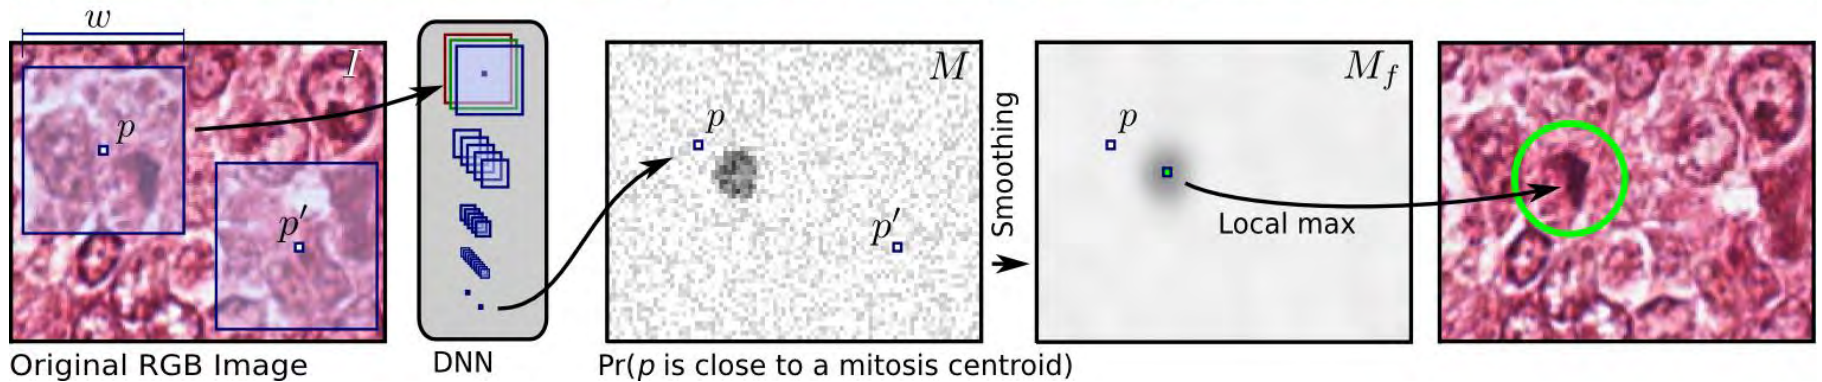 w
I
p
p′
Original RGB Image
DNN
M
p
p′
Pr(p is close to a mitosis centroid)
Smoothing
M_f
p
Local max